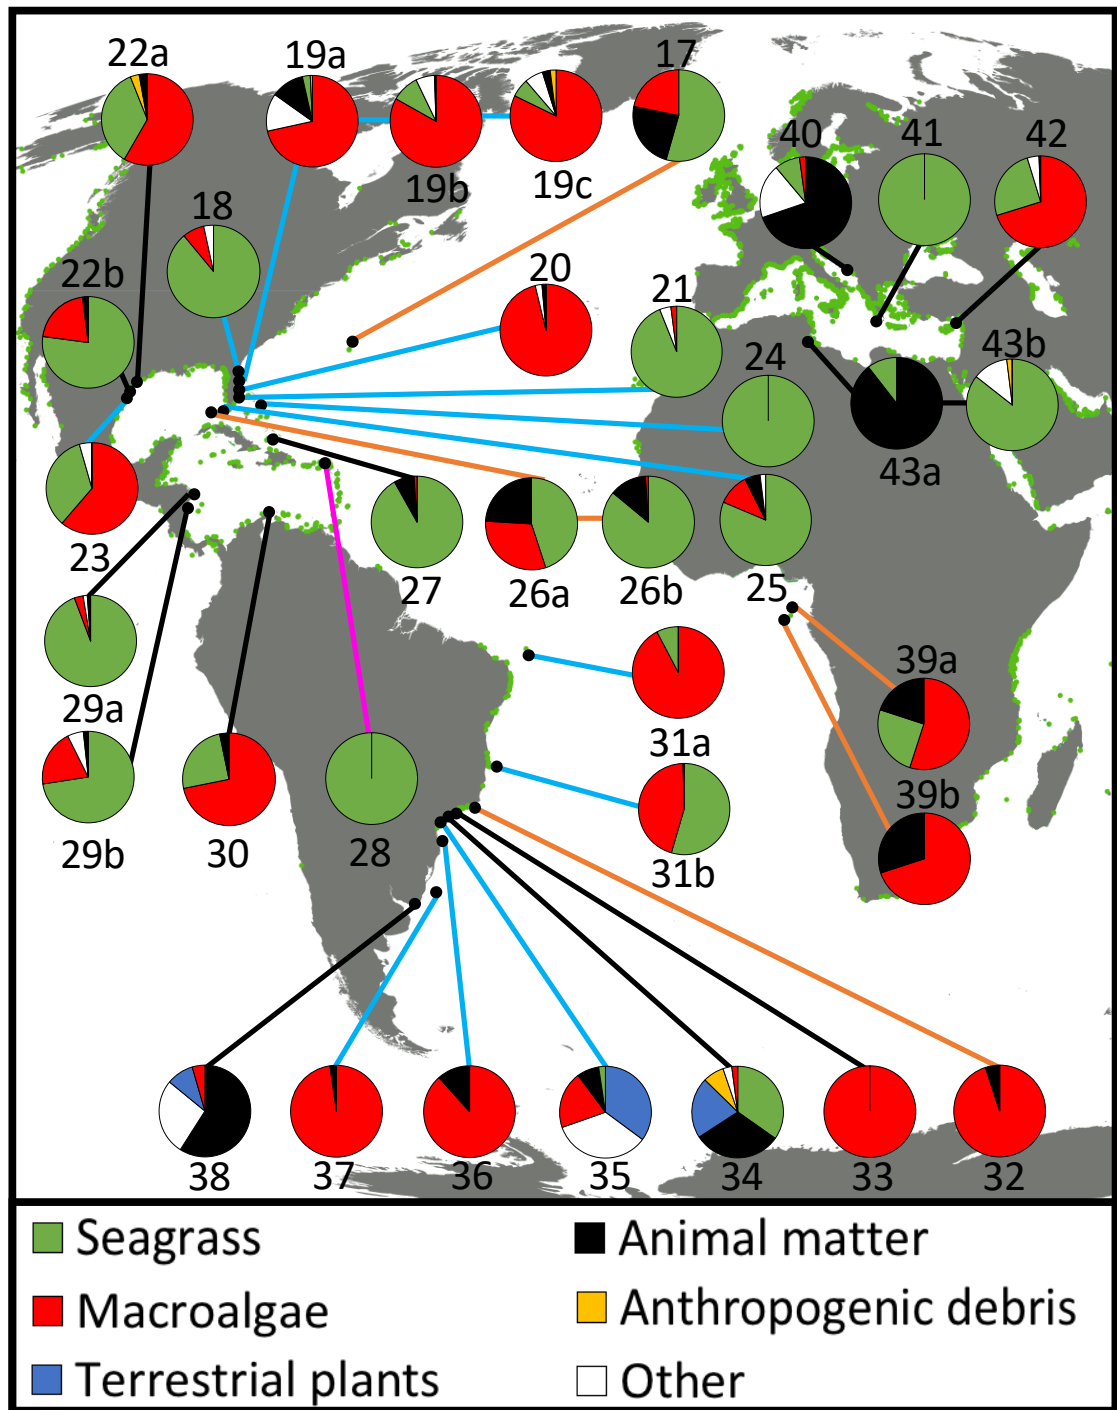 22a
19a
17
40
41
42
19b
19c
18
22b
20
21
24
43b
43a
23
27
26a
26b
25
29a
39a
31a
39b
29b
30
28
31b
38
37
36
35
34
33
32
Seagrass
Animal matter
Macroalgae
Anthropogenic debris
Terrestrial plants
Other